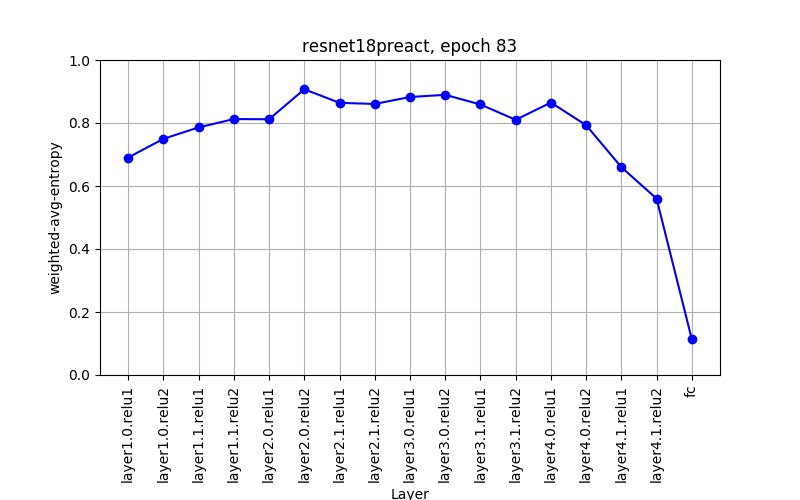 resnet18preact, epoch 83
weighted-avg-entropy
1.0
0.8
0.6
0.4
0.2
0.0
layer1.0.relu1
layer1.0.relu2
layer1.1.relu1
layer1.1.relu2
layer2.0.relu1
layer2.0.relu2
layer2.1.relu1
layer2.1.relu2
layer3.0.relu1
layer3.0.relu2
layer3.1.relu1
layer3.1.relu2
layer4.0.relu1
layer4.0.relu2
layer4.1.relu1
layer4.1.relu2
fc
Layer